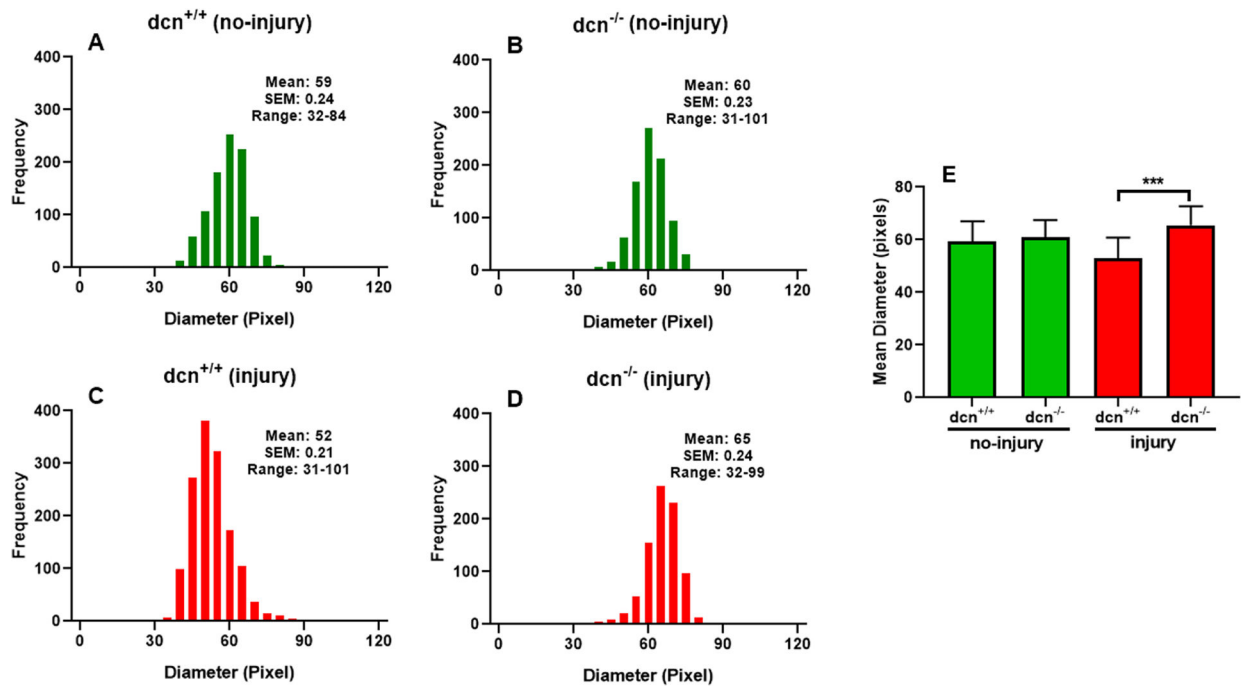 dcn+/+ (no-injury)
A
400
300
200
100
0
Frequency
Mean: 59
SEM: 0.24
Range: 32-84
0 30 60 90 120
Diameter (Pixel)
dcn-/- (no-injury)
B
400
300
200
100
0
Frequency
Mean: 60
SEM: 0.23
Range: 31-101
0 30 60 90 120
Diameter (Pixel)
dcn+/+ (injury)
C
400
300
200
100
0
Frequency
Mean: 52
SEM: 0.21
Range: 31-101
0 30 60 90 120
Diameter (Pixel)
dcn-/- (injury)
D
400
300
200
100
0
Frequency
Mean: 65
SEM: 0.24
Range: 32-99
0 30 60 90 120
Diameter (Pixel)
E
80
60
40
20
0
Mean Diameter (pixels)
***
dcn+/+ dcn-/- dcn+/+ dcn-/-
no-injury injury